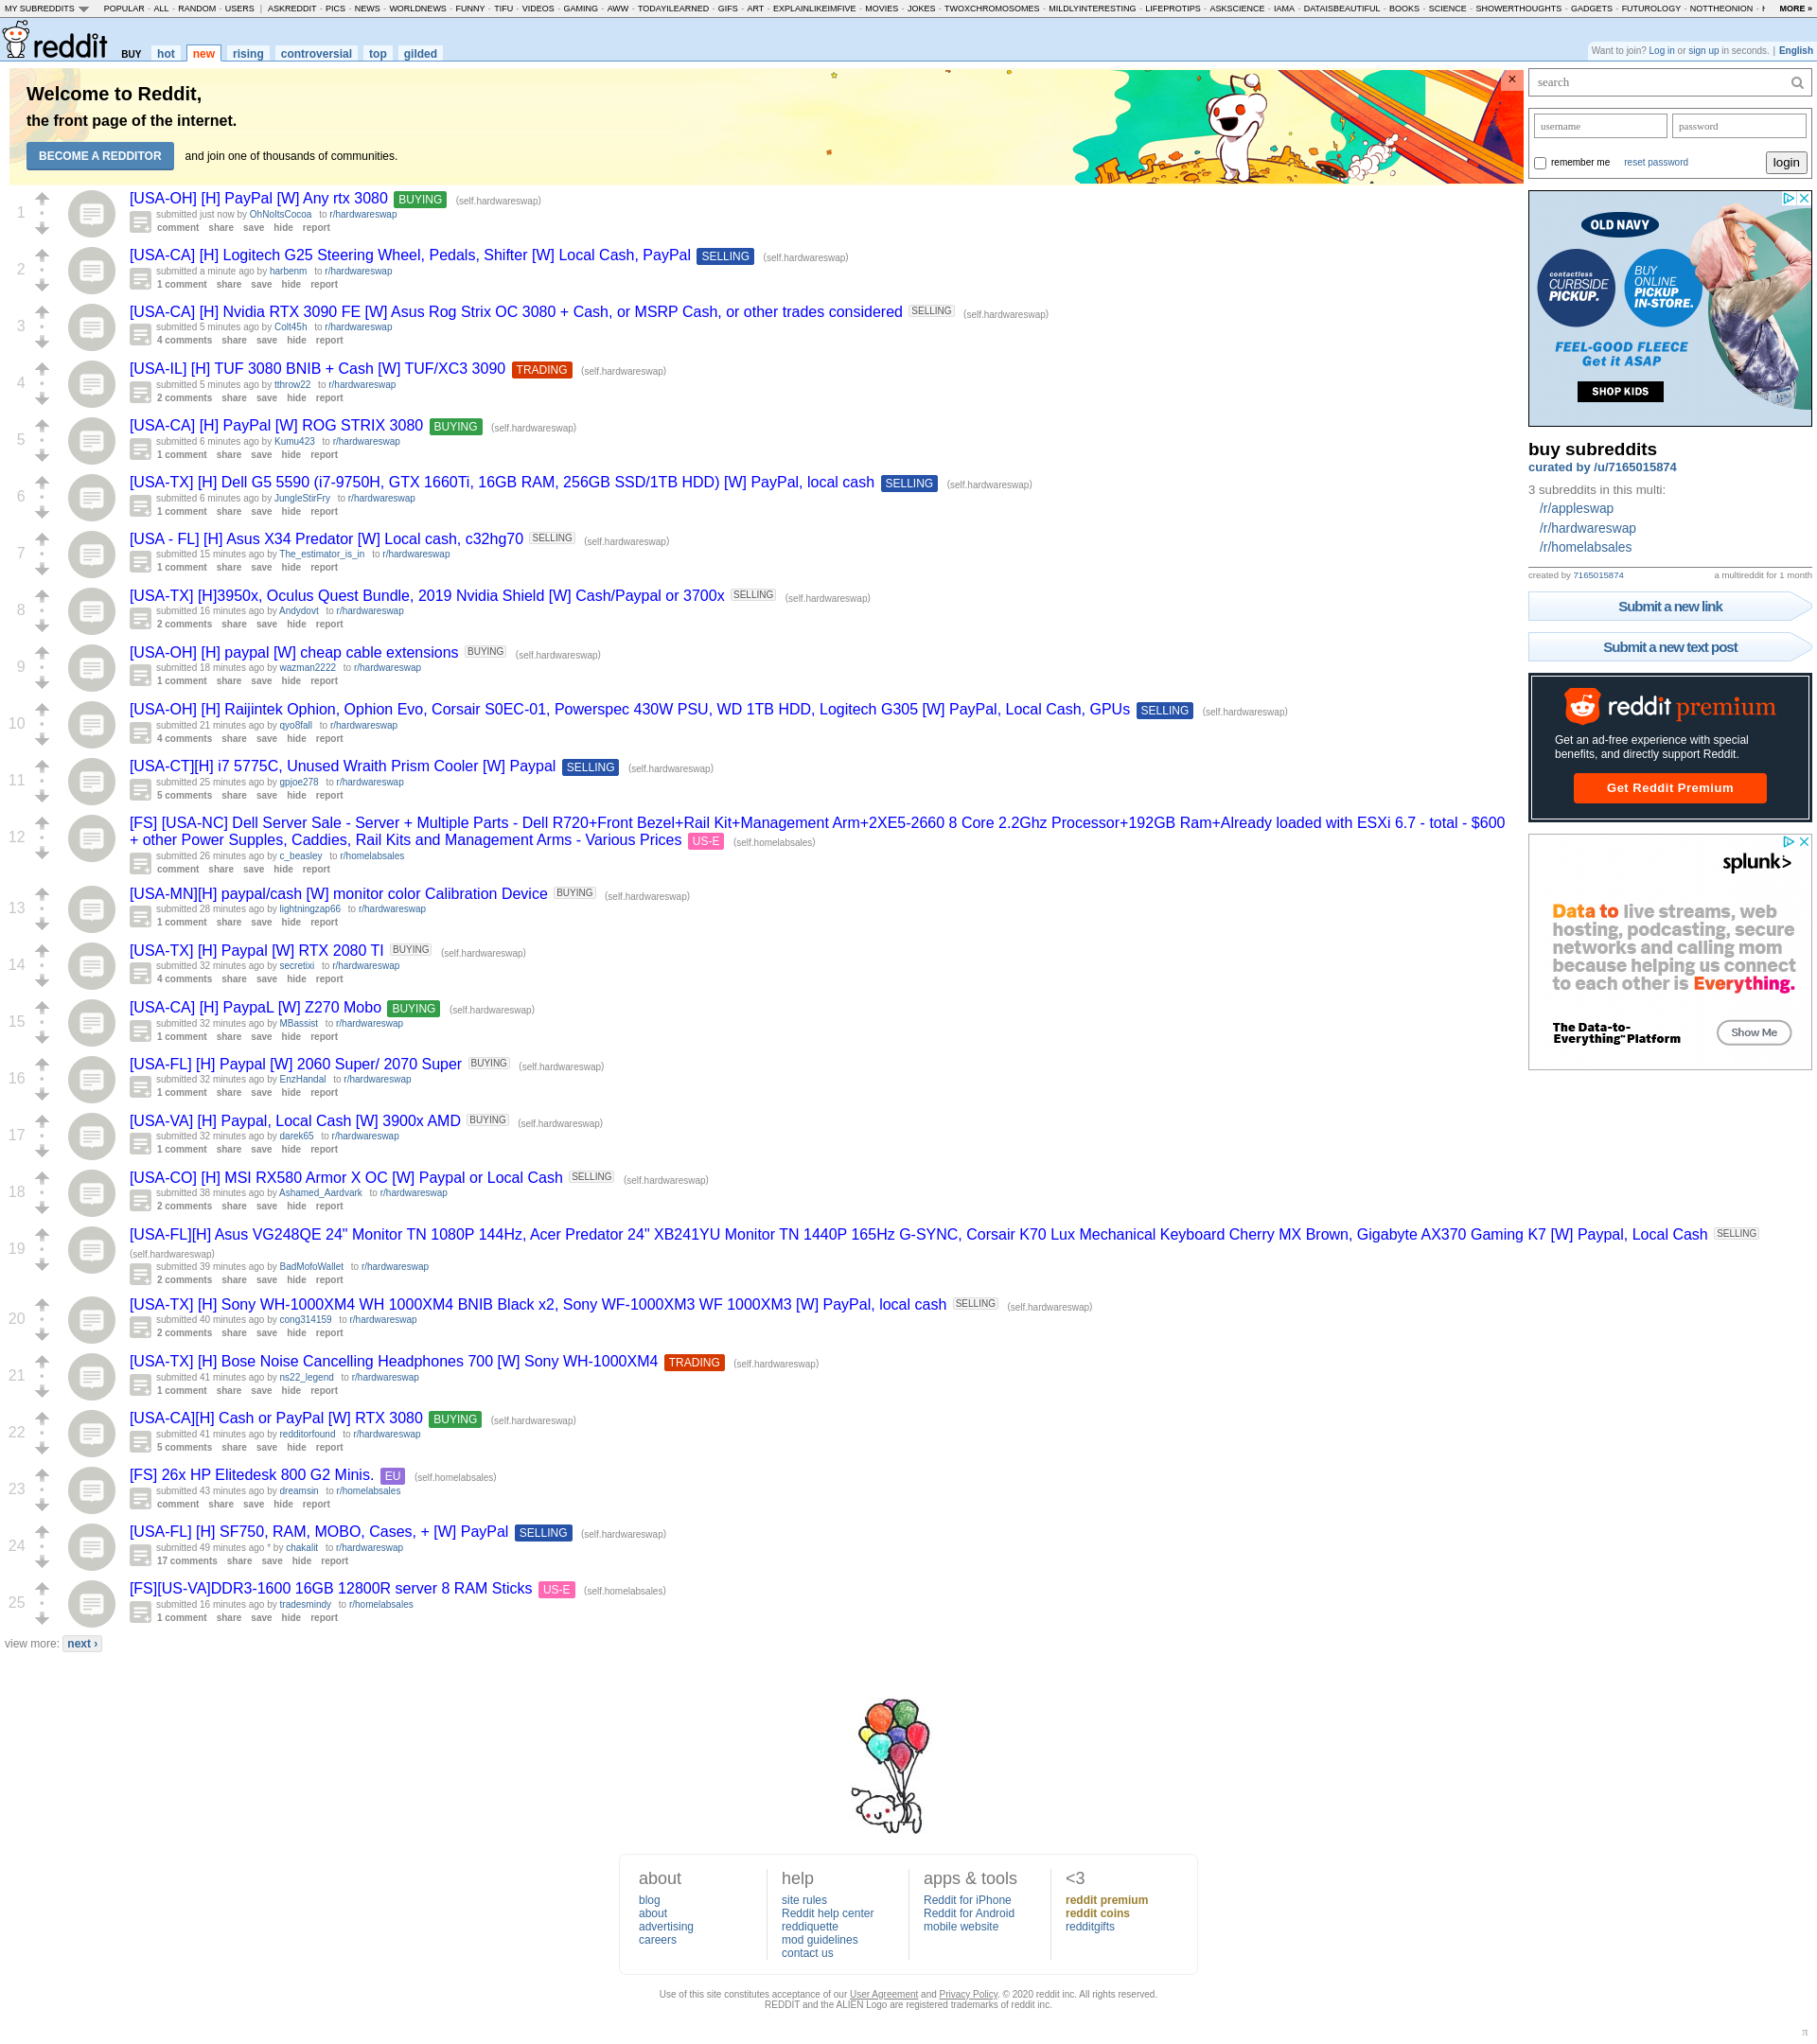 MY SUBREDDITS POPULAR - ALL - RANDOM - USERS | ASKREDDIT - PICS - NEWS - WORLDNEWS - FUNNY - TIFU - VIDEOS - GAMING - AWW - TODAYILEARNED - GIFS - ART - EXPLAINLIKEIMFIVE - MOVIES - JOKES - TWOXCHROMOSOMES - MILDLYINTERESTING - LIFEPROTIPS - ASKSCIENCE - IAMA - DATAISBEAUTIFUL - BOOKS - SCIENCE - SHOWERTHOUGHTS - GADGETS - FUTUROLOGY - NOTTHEONION - MORE »
reddit BUY hot new rising controversial top gilded
Want to join? Log in or sign up in seconds. | English
Welcome to Reddit,
the front page of the internet.
BECOME A REDDITOR and join one of thousands of communities.
1
[USA-OH] [H] PayPal [W] Any rtx 3080 BUYING (self.hardwareswap)
submitted just now by OhNoItsCocoa to r/hardwareswap
comment share save hide report
2
[USA-CA] [H] Logitech G25 Steering Wheel, Pedals, Shifter [W] Local Cash, PayPal SELLING (self.hardwareswap)
submitted a minute ago by harbenm to r/hardwareswap
1 comment share save hide report
3
[USA-CA] [H] Nvidia RTX 3090 FE [W] Asus Rog Strix OC 3080 + Cash, or MSRP Cash, or other trades considered SELLING (self.hardwareswap)
submitted 5 minutes ago by Colt45h to r/hardwareswap
4 comments share save hide report
4
[USA-IL] [H] TUF 3080 BNIB + Cash [W] TUF/XC3 3090 TRADING (self.hardwareswap)
submitted 5 minutes ago by tthrow22 to r/hardwareswap
2 comments share save hide report
5
[USA-CA] [H] PayPal [W] ROG STRIX 3080 BUYING (self.hardwareswap)
submitted 6 minutes ago by Kumu423 to r/hardwareswap
1 comment share save hide report
6
[USA-TX] [H] Dell G5 5590 (i7-9750H, GTX 1660Ti, 16GB RAM, 256GB SSD/1TB HDD) [W] PayPal, local cash SELLING (self.hardwareswap)
submitted 6 minutes ago by JungleStirFry to r/hardwareswap
1 comment share save hide report
7
[USA - FL] [H] Asus X34 Predator [W] Local cash, c32hg70 SELLING (self.hardwareswap)
submitted 15 minutes ago by The_estimator_is_in to r/hardwareswap
1 comment share save hide report
8
[USA-TX] [H]3950x, Oculus Quest Bundle, 2019 Nvidia Shield [W] Cash/Paypal or 3700x SELLING (self.hardwareswap)
submitted 16 minutes ago by Andydovt to r/hardwareswap
2 comments share save hide report
9
[USA-OH] [H] paypal [W] cheap cable extensions BUYING (self.hardwareswap)
submitted 18 minutes ago by wazman2222 to r/hardwareswap
1 comment share save hide report
10
[USA-OH] [H] Raijintek Ophion, Ophion Evo, Corsair S0EC-01, Powerspec 430W PSU, WD 1TB HDD, Logitech G305 [W] PayPal, Local Cash, GPUs SELLING (self.hardwareswap)
submitted 21 minutes ago by qyo8fall to r/hardwareswap
4 comments share save hide report
11
[USA-CT][H] i7 5775C, Unused Wraith Prism Cooler [W] Paypal SELLING (self.hardwareswap)
submitted 25 minutes ago by gpjoe278 to r/hardwareswap
5 comments share save hide report
12
[FS] [USA-NC] Dell Server Sale - Server + Multiple Parts - Dell R720+Front Bezel+Rail Kit+Management Arm+2XE5-2660 8 Core 2.2Ghz Processor+192GB Ram+Already loaded with ESXi 6.7 - total - $600
+ other Power Supples, Caddies, Rail Kits and Management Arms - Various Prices US-E (self.homelabsales)
submitted 26 minutes ago by c_beasley to r/homelabsales
comment share save hide report
13
[USA-MN][H] paypal/cash [W] monitor color Calibration Device BUYING (self.hardwareswap)
submitted 28 minutes ago by lightningzap66 to r/hardwareswap
1 comment share save hide report
14
[USA-TX] [H] Paypal [W] RTX 2080 TI BUYING (self.hardwareswap)
submitted 32 minutes ago by secretixi to r/hardwareswap
4 comments share save hide report
15
[USA-CA] [H] PaypaL [W] Z270 Mobo BUYING (self.hardwareswap)
submitted 32 minutes ago by MBassist to r/hardwareswap
1 comment share save hide report
16
[USA-FL] [H] Paypal [W] 2060 Super/ 2070 Super BUYING (self.hardwareswap)
submitted 32 minutes ago by EnzHandal to r/hardwareswap
1 comment share save hide report
17
[USA-VA] [H] Paypal, Local Cash [W] 3900x AMD BUYING (self.hardwareswap)
submitted 32 minutes ago by darek65 to r/hardwareswap
1 comment share save hide report
18
[USA-CO] [H] MSI RX580 Armor X OC [W] Paypal or Local Cash SELLING (self.hardwareswap)
submitted 38 minutes ago by Ashamed_Aardvark to r/hardwareswap
2 comments share save hide report
19
[USA-FL][H] Asus VG248QE 24" Monitor TN 1080P 144Hz, Acer Predator 24" XB241YU Monitor TN 1440P 165Hz G-SYNC, Corsair K70 Lux Mechanical Keyboard Cherry MX Brown, Gigabyte AX370 Gaming K7 [W] Paypal, Local Cash SELLING
(self.hardwareswap)
submitted 39 minutes ago by BadMofoWallet to r/hardwareswap
2 comments share save hide report
20
[USA-TX] [H] Sony WH-1000XM4 WH 1000XM4 BNIB Black x2, Sony WF-1000XM3 WF 1000XM3 [W] PayPal, local cash SELLING (self.hardwareswap)
submitted 40 minutes ago by cong314159 to r/hardwareswap
2 comments share save hide report
21
[USA-TX] [H] Bose Noise Cancelling Headphones 700 [W] Sony WH-1000XM4 TRADING (self.hardwareswap)
submitted 41 minutes ago by ns22_legend to r/hardwareswap
1 comment share save hide report
22
[USA-CA][H] Cash or PayPal [W] RTX 3080 BUYING (self.hardwareswap)
submitted 41 minutes ago by redditorfound to r/hardwareswap
5 comments share save hide report
23
[FS] 26x HP Elitedesk 800 G2 Minis. EU (self.homelabsales)
submitted 43 minutes ago by dreamsin to r/homelabsales
comment share save hide report
24
[USA-FL] [H] SF750, RAM, MOBO, Cases, + [W] PayPal SELLING (self.hardwareswap)
submitted 49 minutes ago * by chakalit to r/hardwareswap
17 comments share save hide report
25
[FS][US-VA]DDR3-1600 16GB 12800R server 8 RAM Sticks US-E (self.homelabsales)
submitted 16 minutes ago by tradesmindy to r/homelabsales
1 comment share save hide report
view more: next ›
search
username password
remember me reset password login
OLD NAVY
contactless
CURBSIDE
PICKUP.
BUY
ONLINE
PICKUP
IN-STORE.
FEEL-GOOD FLEECE
Get it ASAP
SHOP KIDS
buy subreddits
curated by /u/7165015874
3 subreddits in this multi:
/r/appleswap
/r/hardwareswap
/r/homelabsales
created by 7165015874 a multireddit for 1 month
Submit a new link
Submit a new text post
reddit premium
Get an ad-free experience with special
benefits, and directly support Reddit.
Get Reddit Premium
splunk>
Data to live streams, web
hosting, podcasting, secure
networks and calling mom
because helping us connect
to each other is Everything.
The Data-to-
Everything™ Platform
Show Me
about
blog
about
advertising
careers
help
site rules
Reddit help center
reddiquette
mod guidelines
contact us
apps & tools
Reddit for iPhone
Reddit for Android
mobile website
<3
reddit premium
reddit coins
redditgifts
Use of this site constitutes acceptance of our User Agreement and Privacy Policy. © 2020 reddit inc. All rights reserved.
REDDIT and the ALIEN Logo are registered trademarks of reddit inc.
π